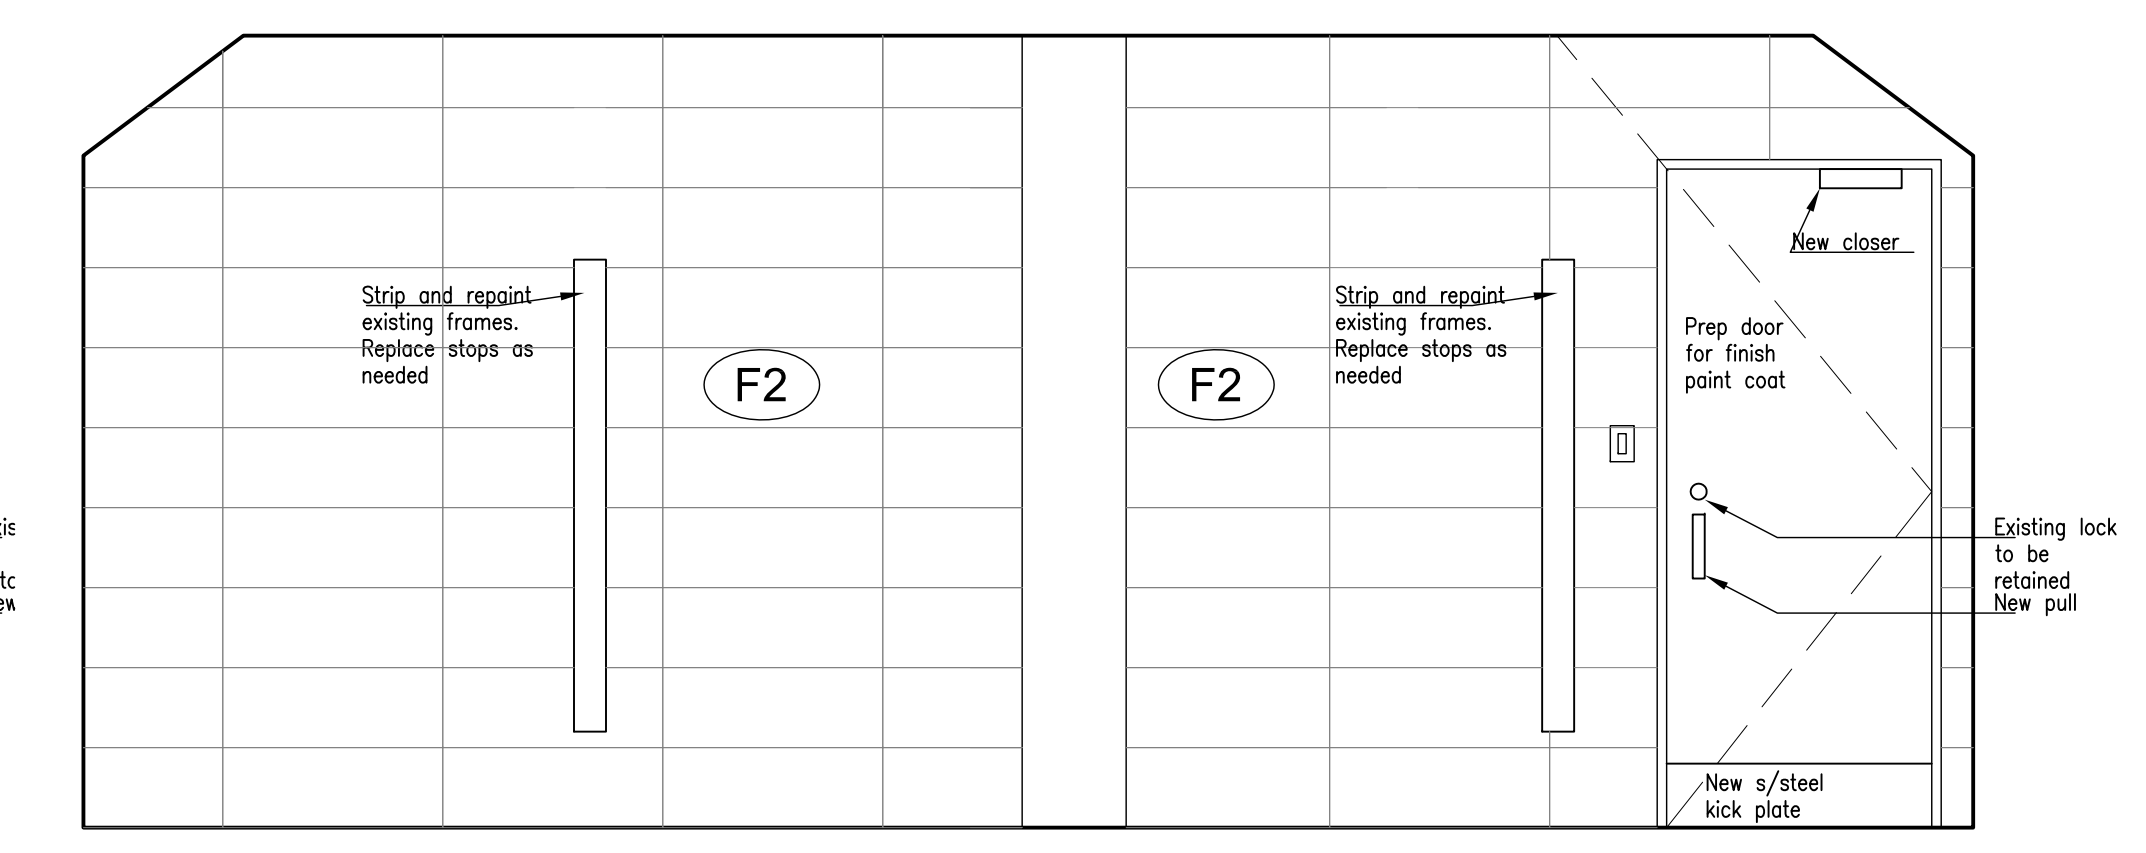 New closer
Strip and repaint
existing frames.
Replace stops as
needed
F2
F2
Strip and repaint
existing frames.
Replace stops as
needed
Prep door
for finish
paint coat
Existing lock
to be
retained
New pull
New s/steel
kick plate